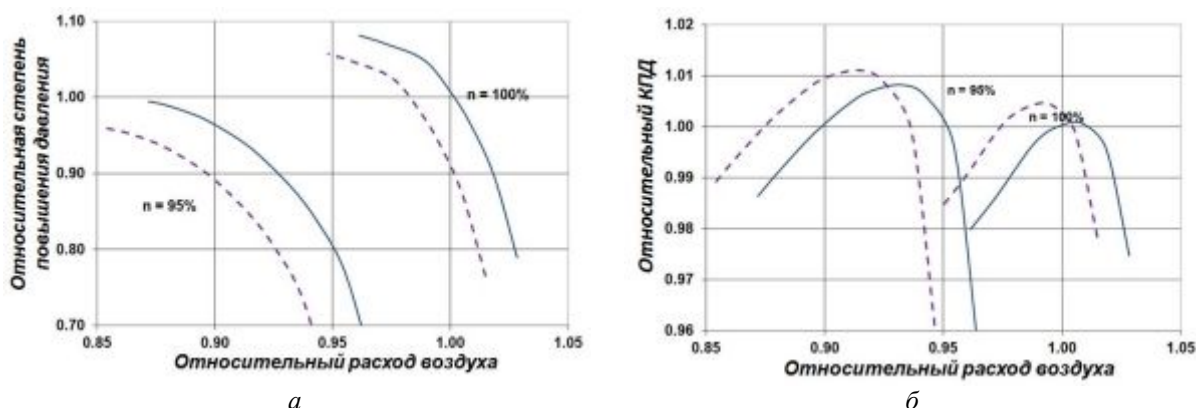 Относительная степень
повышения давления
1.10
1.00
0.90
0.80
0.70
n = 100%
n = 95%
0.85
0.90
0.95
1.00
1.05
Относительный расход воздуха
а
Относительный КПД
1.02
1.01
1.00
0.99
0.98
0.97
0.96
n = 95%
n = 100%
0.85
0.90
0.95
1.00
1.05
Относительный расход воздуха
б